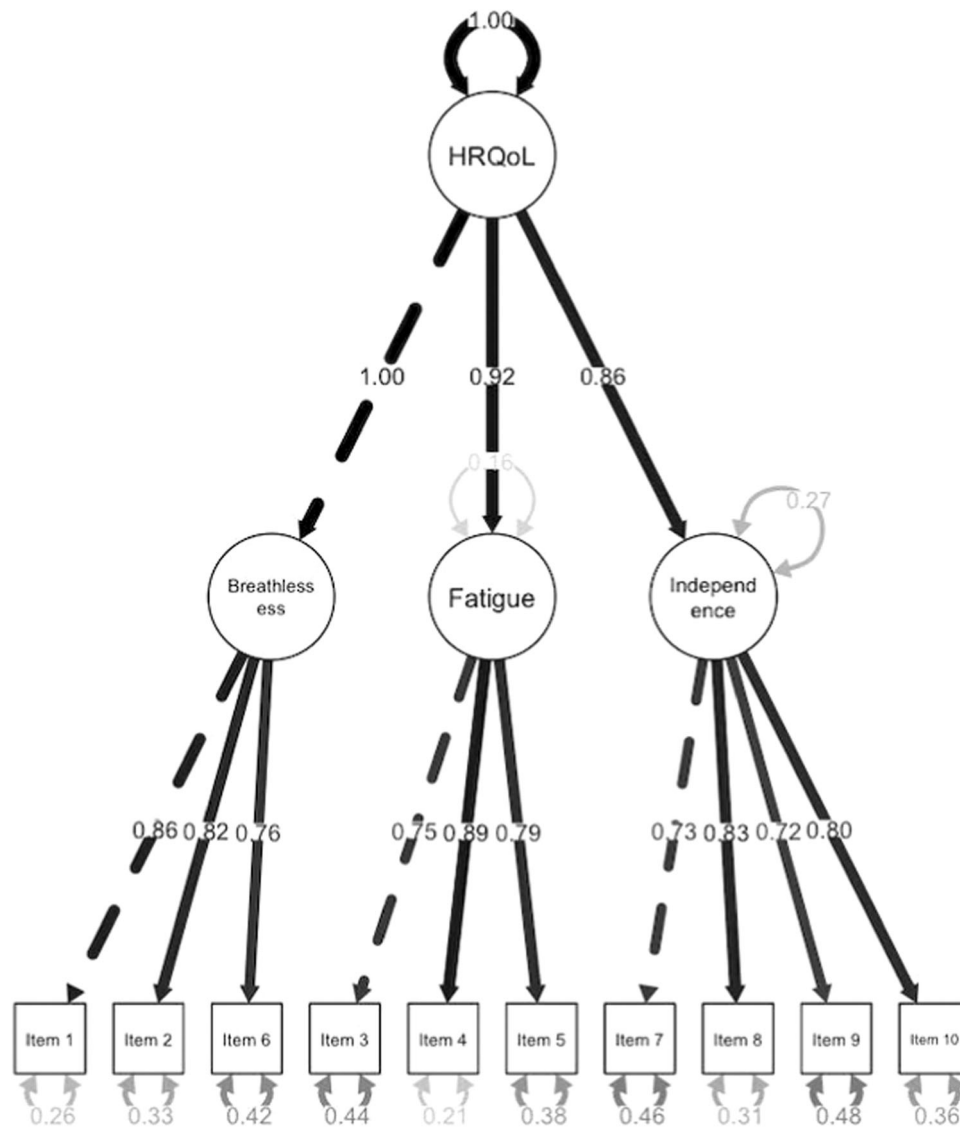 1.00
HRQoL
1.00 0.92 0.86
0.16
0.27
Breathless
ess
Fatigue
Independ
ence
0.86 0.82 0.76 0.75 0.89 0.79 0.73 0.83 0.72 0.80
Item 1 Item 2 Item 6 Item 3 Item 4 Item 5 Item 7 Item 8 Item 9 Item 10
0.26 0.33 0.42 0.44 0.21 0.38 0.46 0.31 0.48 0.36